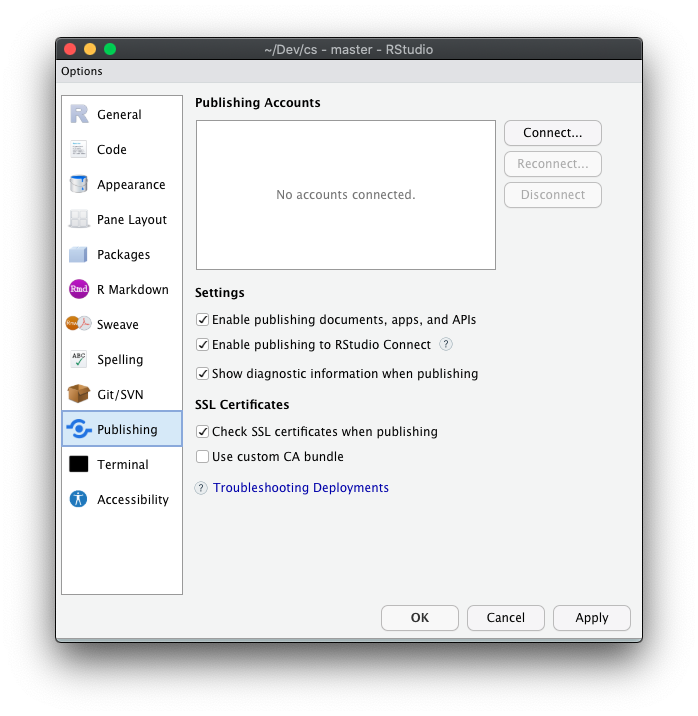 ~/Dev/cs - master - RStudio
Options
General
Code
Appearance
Pane Layout
Packages
Rmd R Markdown
Sweave
ABC Spelling
Git/SVN
Publishing
Terminal
Accessibility
Publishing Accounts
No accounts connected.
Connect...
Reconnect...
Disconnect
Settings
Enable publishing documents, apps, and APIs
Enable publishing to RStudio Connect ?
Show diagnostic information when publishing
SSL Certificates
Check SSL certificates when publishing
Use custom CA bundle
? Troubleshooting Deployments
OK
Cancel
Apply